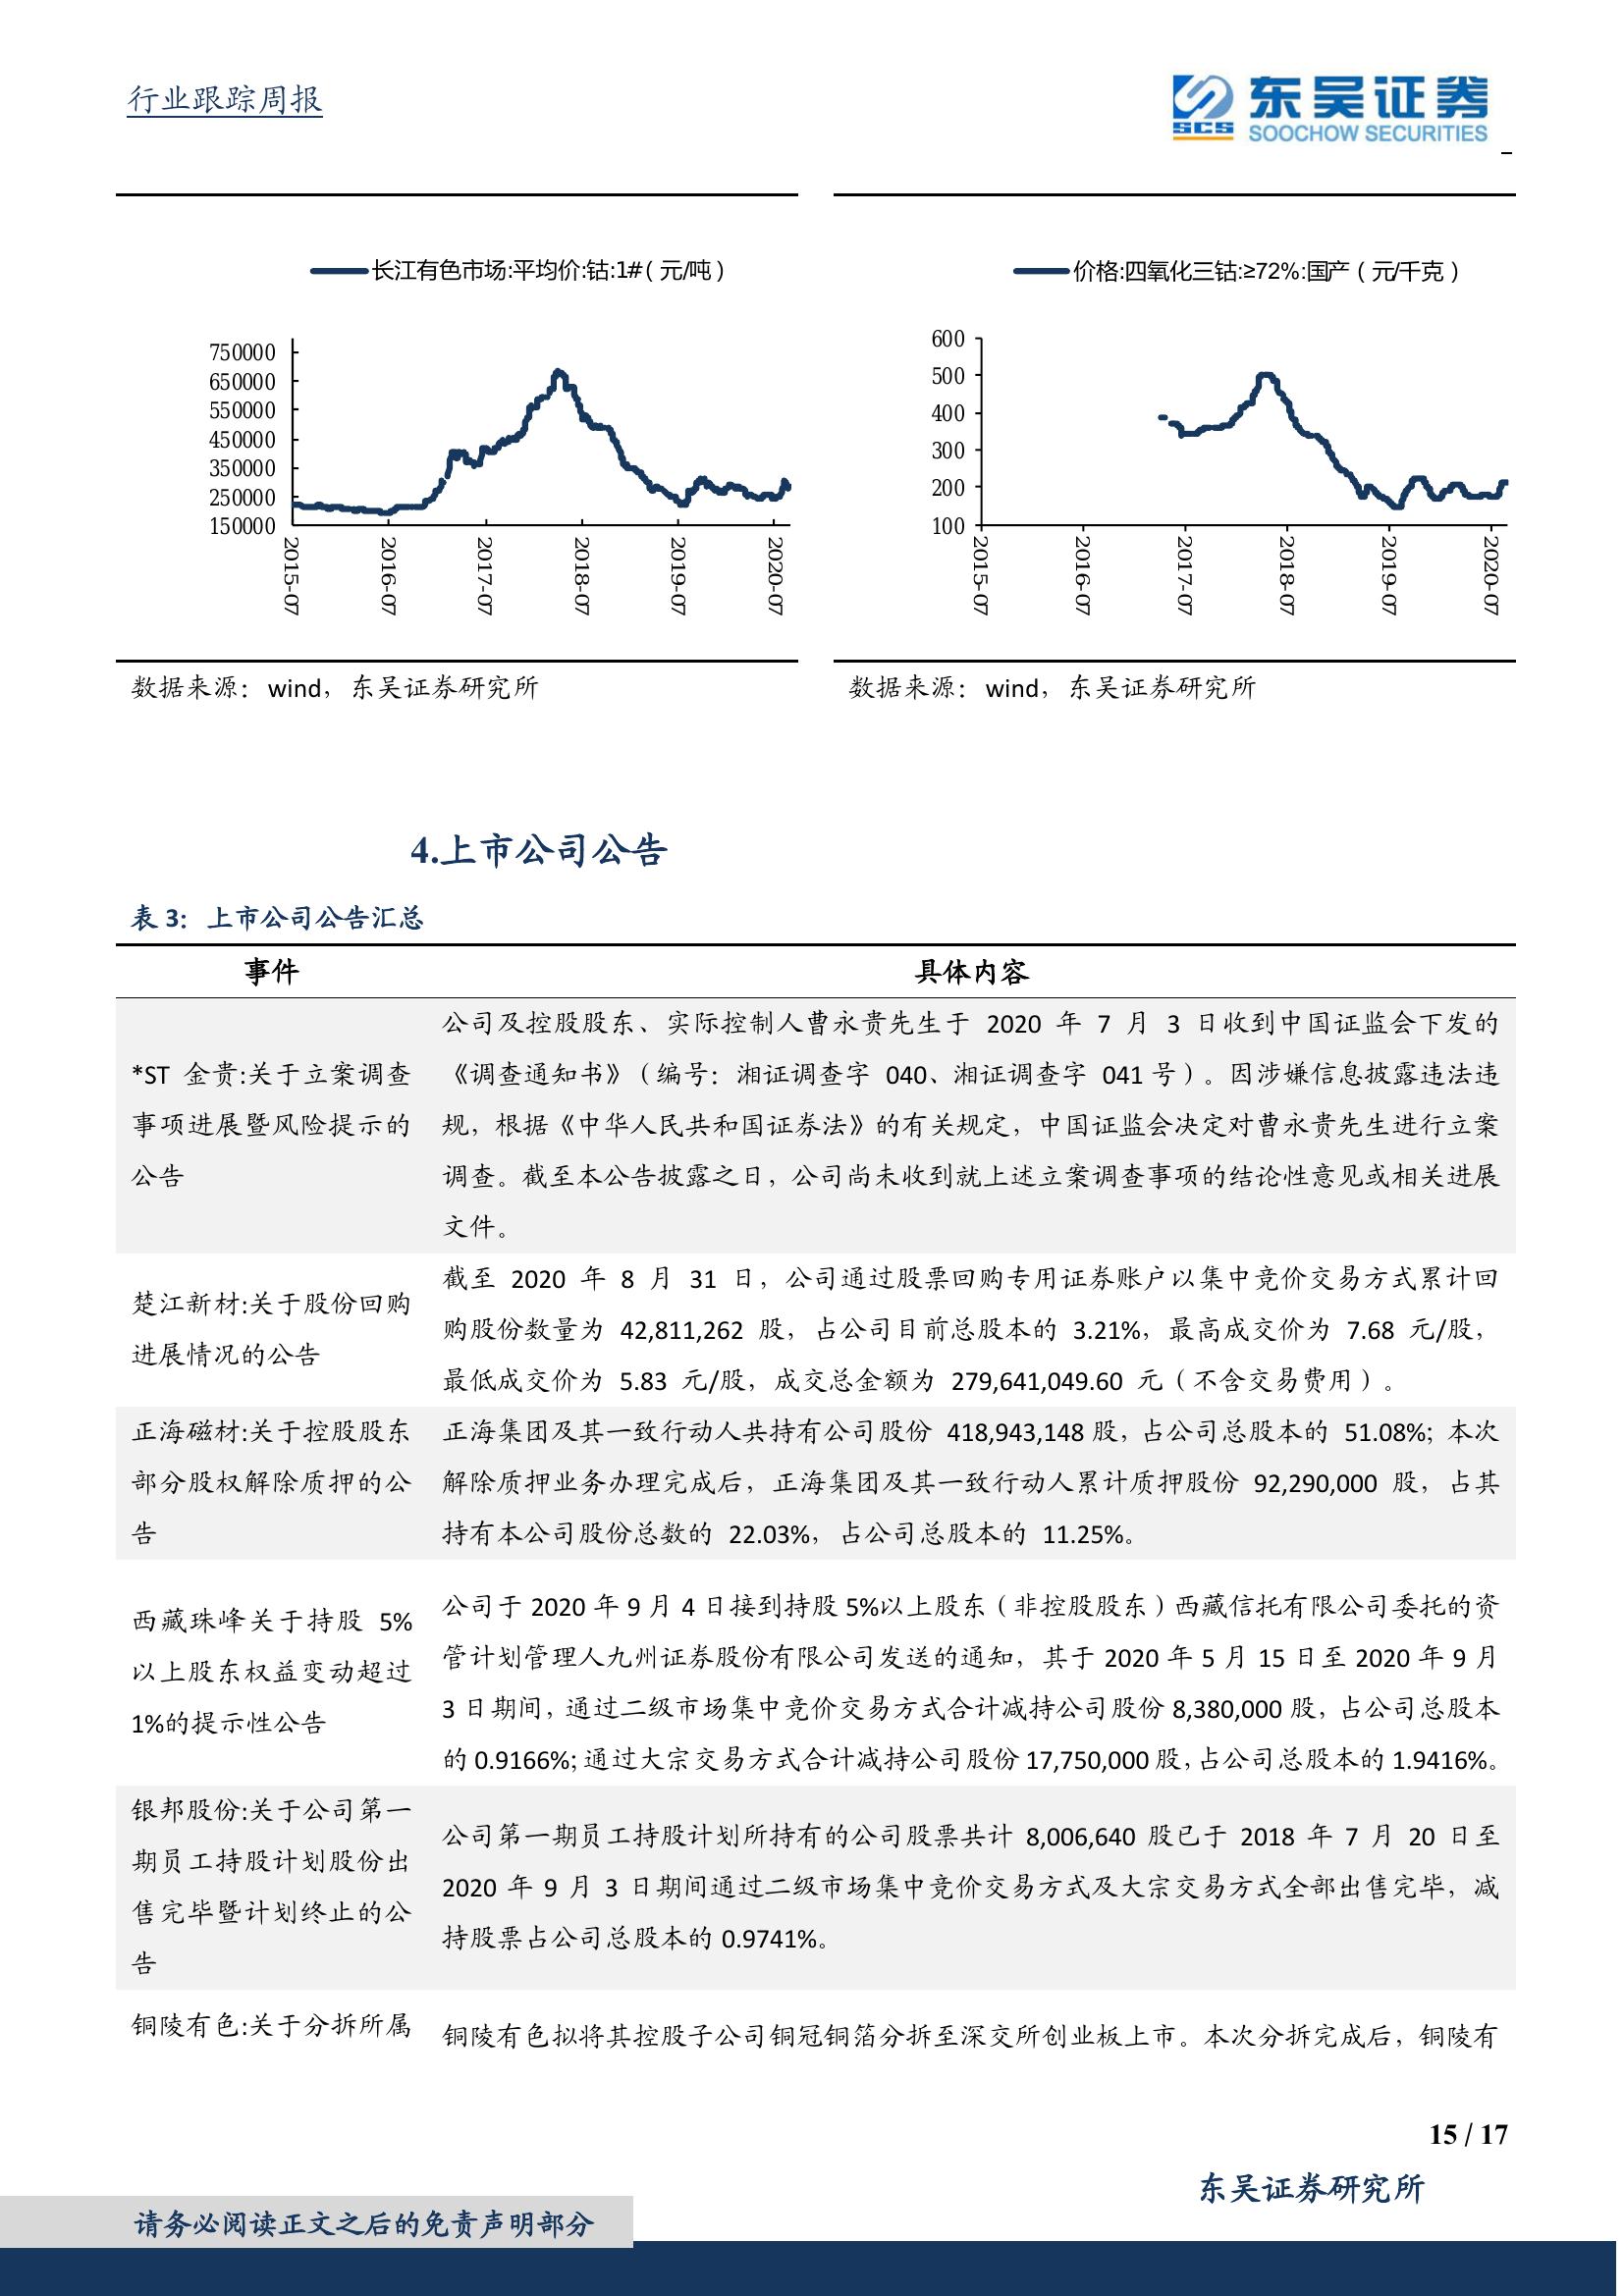 行业跟踪周报
东吴证券
SCS
SOOCHOW SECURITIES
长江有色市场:平均价:钴:1#（元/吨）
750000
650000
550000
450000
350000
250000
150000
2015-07
2016-07
2017-07
2018-07
2019-07
2020-07
价格:四氧化三钴:≥72%:国产（元/千克）
600
500
400
300
200
100
2015-07
2016-07
2017-07
2018-07
2019-07
2020-07
数据来源：wind，东吴证券研究所
数据来源：wind，东吴证券研究所
4.上市公司公告
表 3：上市公司公告汇总
事件
具体内容
*ST 金贵:关于立案调查
事项进展暨风险提示的
公告
公司及控股股东、实际控制人曹永贵先生于 2020 年 7 月 3 日收到中国证监会下发的
《调查通知书》（编号：湘证调查字 040、湘证调查字 041 号）。因涉嫌信息披露违法违
规，根据《中华人民共和国证券法》的有关规定，中国证监会决定对曹永贵先生进行立案
调查。截至本公告披露之日，公司尚未收到就上述立案调查事项的结论性意见或相关进展
文件。
楚江新材:关于股份回购
进展情况的公告
截至 2020 年 8 月 31 日，公司通过股票回购专用证券账户以集中竞价交易方式累计回
购股份数量为 42,811,262 股，占公司目前总股本的 3.21%，最高成交价为 7.68 元/股，
最低成交价为 5.83 元/股，成交总金额为 279,641,049.60 元（不含交易费用）。
正海磁材:关于控股股东
部分股权解除质押的公
告
正海集团及其一致行动人共持有公司股份 418,943,148 股，占公司总股本的 51.08%；本次
解除质押业务办理完成后，正海集团及其一致行动人累计质押股份 92,290,000 股，占其
持有本公司股份总数的 22.03%，占公司总股本的 11.25%。
西藏珠峰关于持股 5%
以上股东权益变动超过
1%的提示性公告
公司于 2020 年 9 月 4 日接到持股 5%以上股东（非控股股东）西藏信托有限公司委托的资
管计划管理人九州证券股份有限公司发送的通知，其于 2020 年 5 月 15 日至 2020 年 9 月
3 日期间，通过二级市场集中竞价交易方式合计减持公司股份 8,380,000 股，占公司总股本
的 0.9166%；通过大宗交易方式合计减持公司股份 17,750,000 股，占公司总股本的 1.9416%。
银邦股份:关于公司第一
期员工持股计划股份出
售完毕暨计划终止的公
告
公司第一期员工持股计划所持有的公司股票共计 8,006,640 股已于 2018 年 7 月 20 日至
2020 年 9 月 3 日期间通过二级市场集中竞价交易方式及大宗交易方式全部出售完毕，减
持股票占公司总股本的 0.9741%。
铜陵有色:关于分拆所属
铜陵有色拟将其控股子公司铜冠铜箔分拆至深交所创业板上市。本次分拆完成后，铜陵有
15 / 17
东吴证券研究所
请务必阅读正文之后的免责声明部分